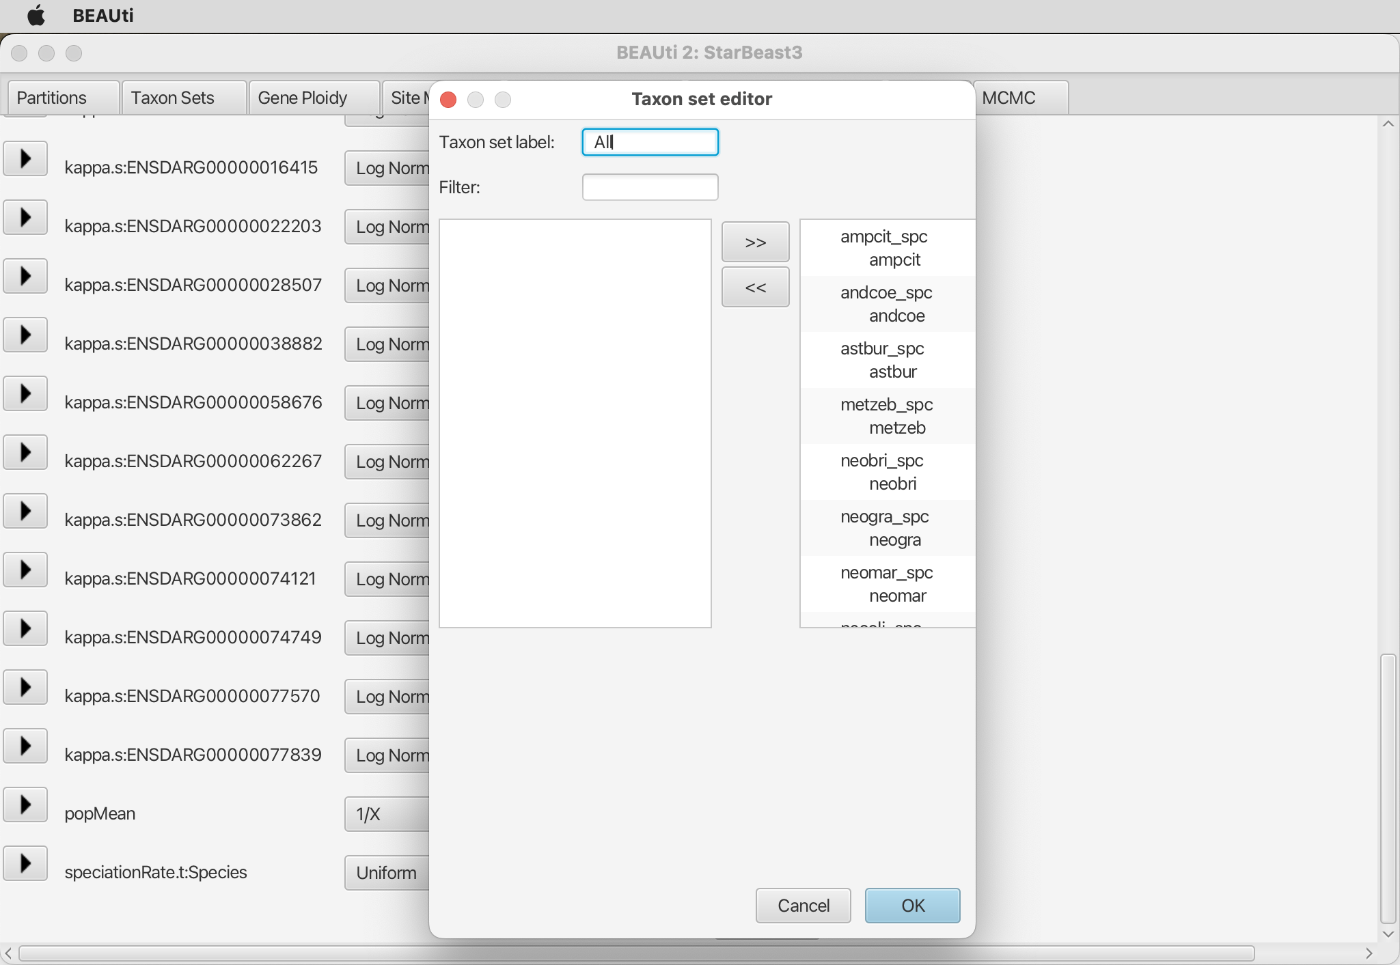 BEAUti
BEAUti 2: StarBeast3
Partitions
Taxon Sets
Gene Ploidy
Site M
MCMC
Taxon set editor
Taxon set label:
All
Filter:
>>
<<
ampcit_spc
ampcit
andcoe_spc
andcoe
astbur_spc
astbur
metzeb_spc
metzeb
neobri_spc
neobri
neogra_spc
neogra
neomar_spc
neomar
Cancel
OK
kappa.s:ENSDARG00000016415
Log Norm
kappa.s:ENSDARG00000022203
Log Norm
kappa.s:ENSDARG00000028507
Log Norm
kappa.s:ENSDARG00000038882
Log Norm
kappa.s:ENSDARG00000058676
Log Norm
kappa.s:ENSDARG00000062267
Log Norm
kappa.s:ENSDARG00000073862
Log Norm
kappa.s:ENSDARG00000074121
Log Norm
kappa.s:ENSDARG00000074749
Log Norm
kappa.s:ENSDARG00000077570
Log Norm
kappa.s:ENSDARG00000077839
Log Norm
popMean
1/X
speciationRate.t:Species
Uniform